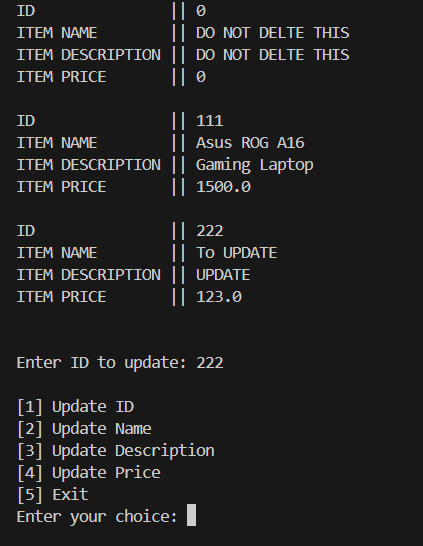 ID || 0
ITEM NAME || DO NOT DELTE THIS
ITEM DESCRIPTION || DO NOT DELTE THIS
ITEM PRICE || 0
ID || 111
ITEM NAME || Asus ROG A16
ITEM DESCRIPTION || Gaming Laptop
ITEM PRICE || 1500.0
ID || 222
ITEM NAME || To UPDATE
ITEM DESCRIPTION || UPDATE
ITEM PRICE || 123.0
Enter ID to update: 222
[1] Update ID
[2] Update Name
[3] Update Description
[4] Update Price
[5] Exit
Enter your choice: